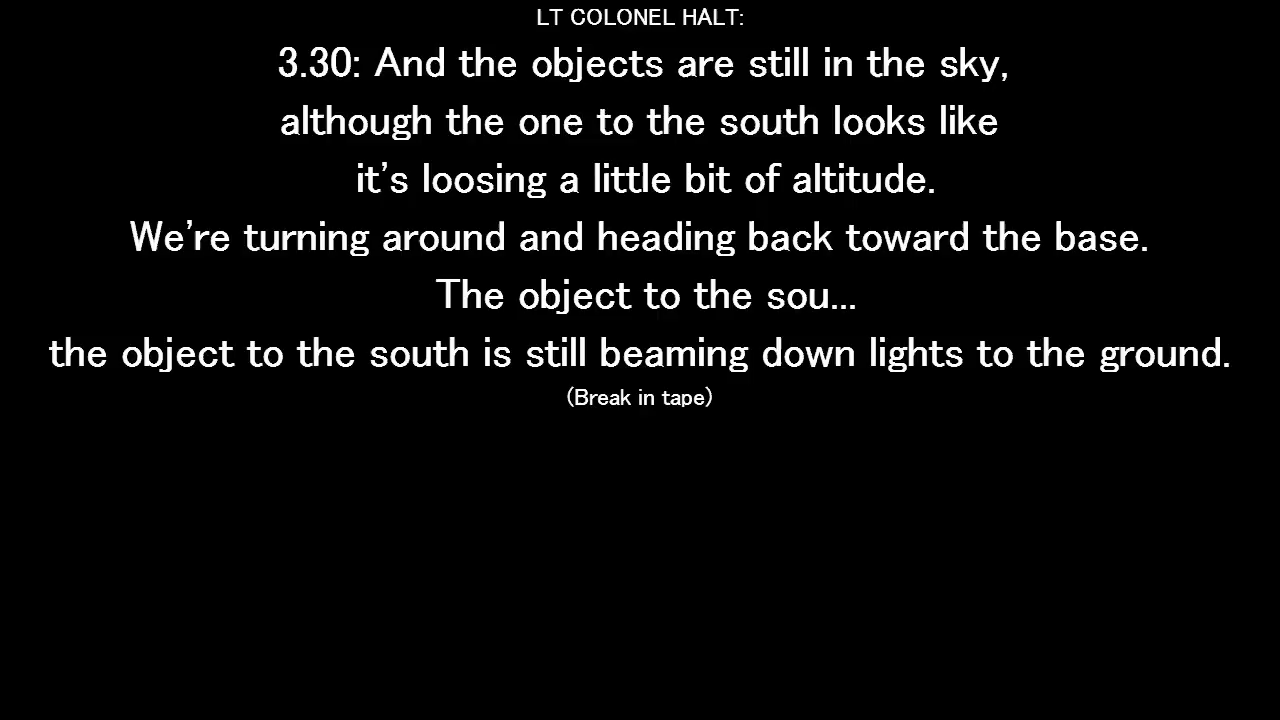 LT COLONEL HALT:
3.30: And the objects are still in the sky,
although the one to the south looks like
it's loosing a little bit of altitude.
We're turning around and heading back toward the base.
The object to the sou...
the object to the south is still beaming down lights to the ground.
(Break in tape)